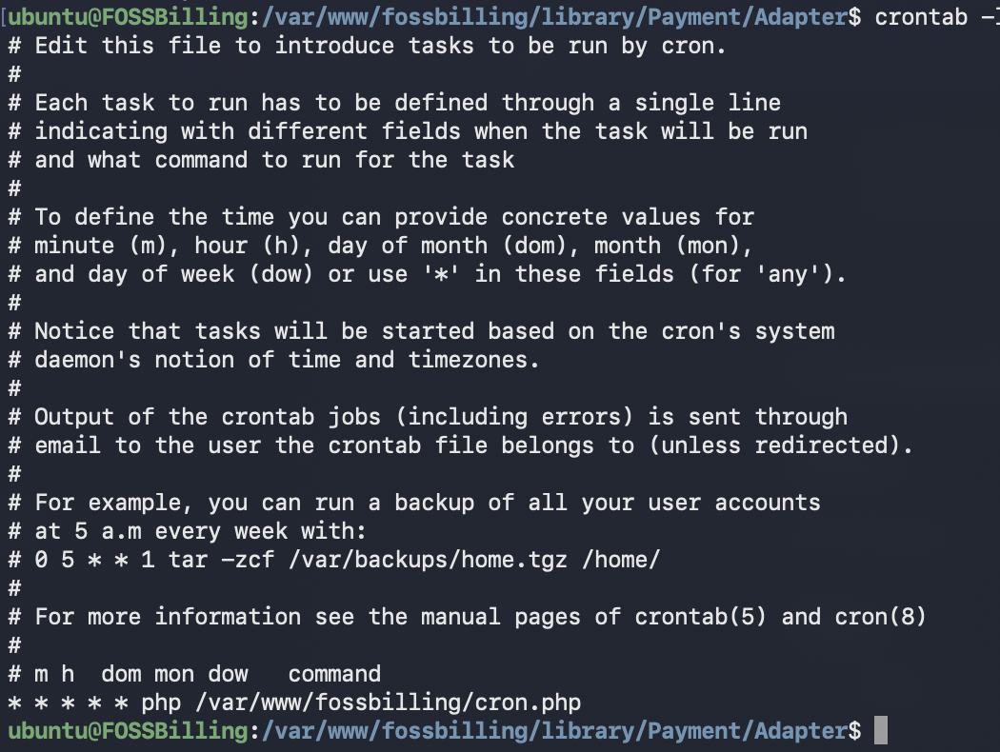 [ubuntu@FOSSBilling:/var/www/fossbilling/library/Payment/Adapter$ crontab -l
# Edit this file to introduce tasks to be run by cron.
#
# Each task to run has to be defined through a single line
# indicating with different fields when the task will be run
# and what command to run for the task
#
# To define the time you can provide concrete values for
# minute (m), hour (h), day of month (dom), month (mon),
# and day of week (dow) or use '*' in these fields (for 'any').
#
# Notice that tasks will be started based on the cron's system
# daemon's notion of time and timezones.
#
# Output of the crontab jobs (including errors) is sent through
# email to the user the crontab file belongs to (unless redirected).
#
# For example, you can run a backup of all your user accounts
# at 5 a.m every week with:
# 0 5 * * 1 tar -zcf /var/backups/home.tgz /home/
#
# For more information see the manual pages of crontab(5) and cron(8)
#
# m h  dom mon dow   command
* * * * * php /var/www/fossbilling/cron.php
ubuntu@FOSSBilling:/var/www/fossbilling/library/Payment/Adapter$